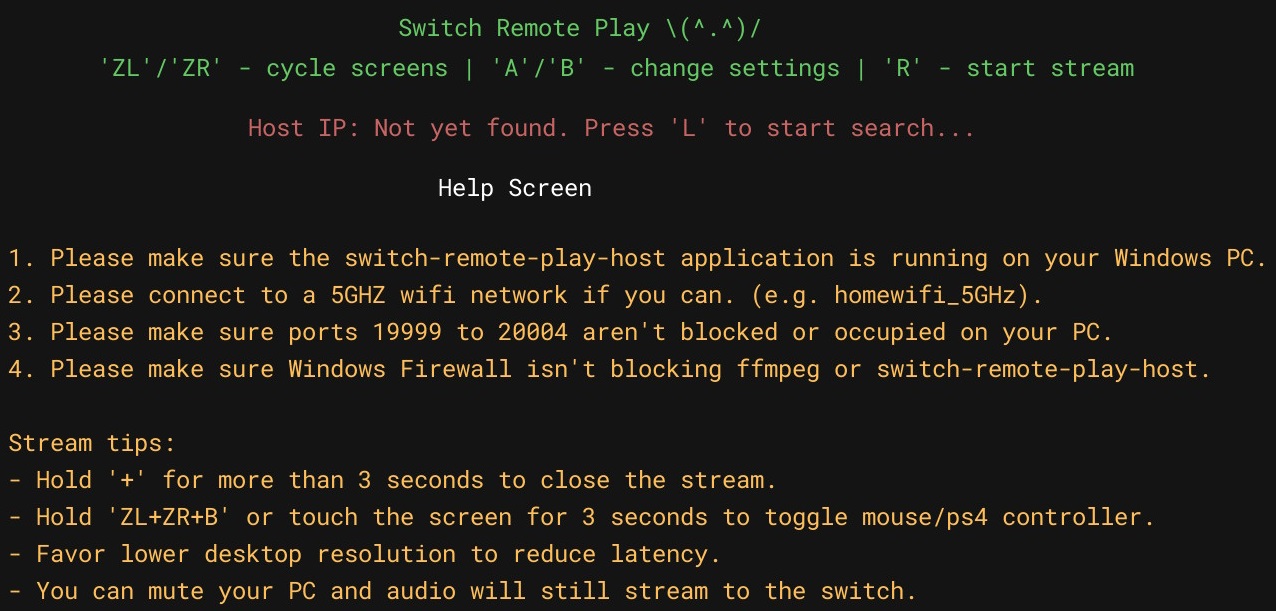 Switch Remote Play \(^.^)/
'ZL'/'ZR' - cycle screens | 'A'/'B' - change settings | 'R' - start stream
Host IP: Not yet found. Press 'L' to start search...
Help Screen
1. Please make sure the switch-remote-play-host application is running on your Windows PC.
2. Please connect to a 5GHZ wifi network if you can. (e.g. homewifi_5GHz).
3. Please make sure ports 19999 to 20004 aren't blocked or occupied on your PC.
4. Please make sure Windows Firewall isn't blocking ffmpeg or switch-remote-play-host.
Stream tips:
- Hold '+' for more than 3 seconds to close the stream.
- Hold 'ZL+ZR+B' or touch the screen for 3 seconds to toggle mouse/ps4 controller.
- Favor lower desktop resolution to reduce latency.
- You can mute your PC and audio will still stream to the switch.